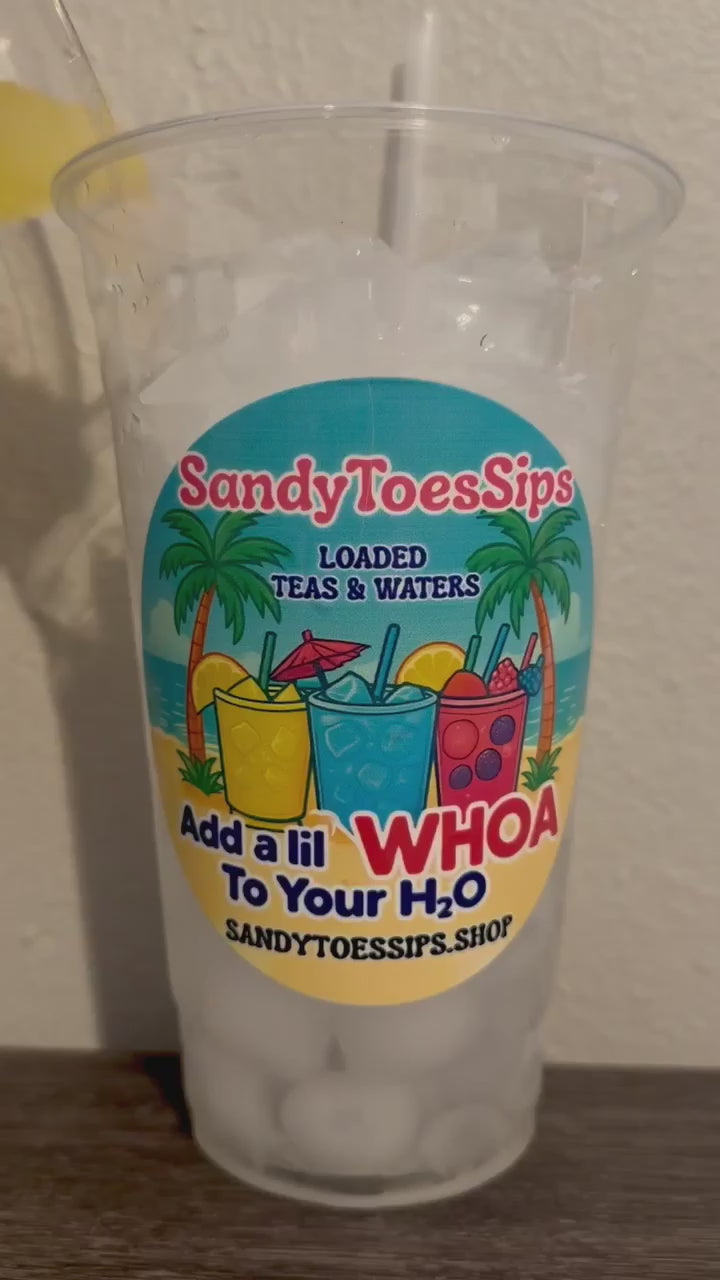 SandyToesSips
LOADED
TEAS & WATERS
Add a lil WHOA
To Your H₂O
SANDYTOESSIPS.SHOP